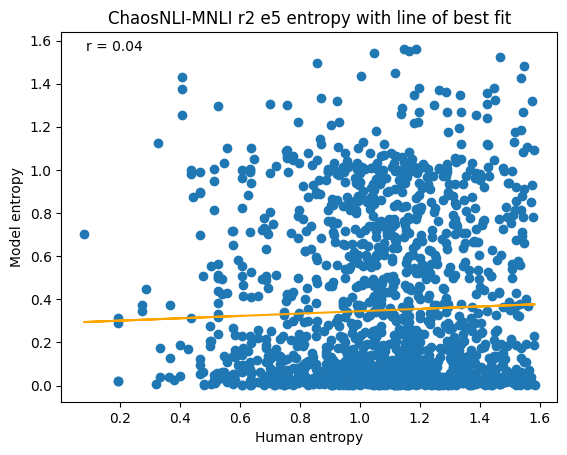 ChaosNLI-MNLI r2 e5 entropy with line of best fit
r = 0.04
Model entropy
1.6
1.4
1.2
1.0
0.8
0.6
0.4
0.2
0.0
0.2 0.4 0.6 0.8 1.0 1.2 1.4 1.6
Human entropy